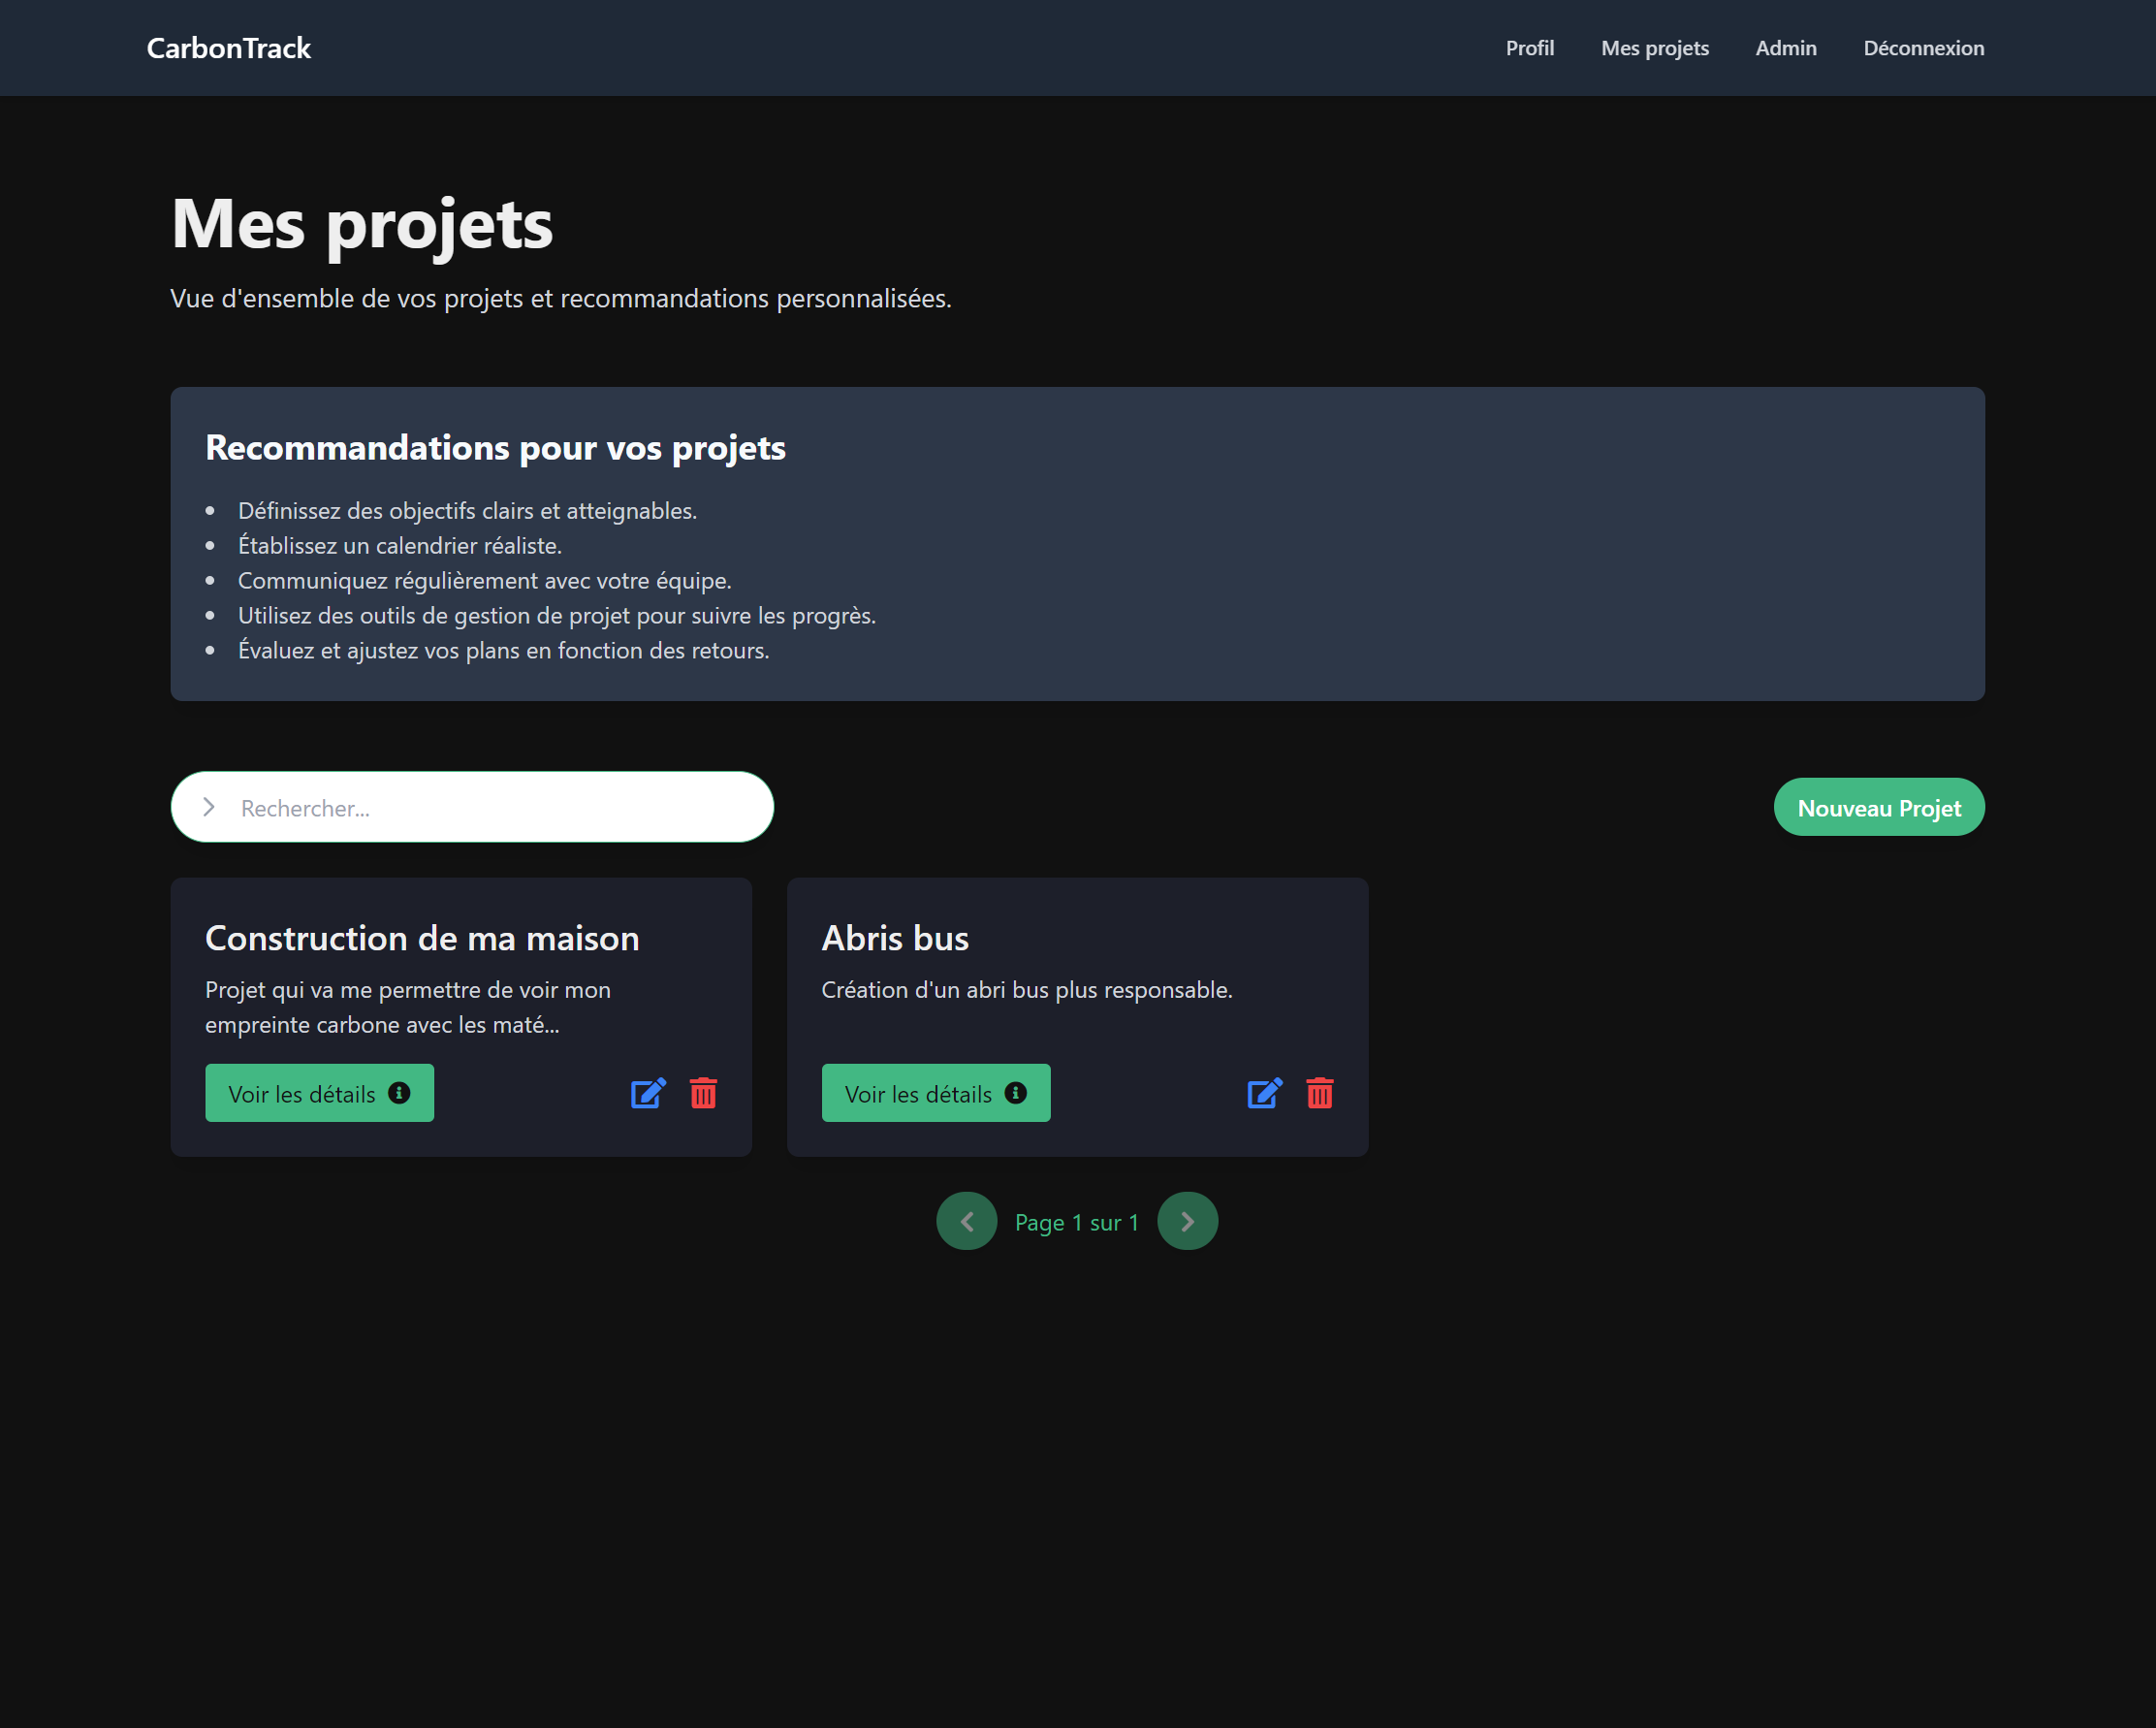 CarbonTrack
Profil
Mes projets
Admin
Déconnexion
Mes projets
Vue d'ensemble de vos projets et recommandations personnalisées.
Recommandations pour vos projets
Définissez des objectifs clairs et atteignables.
Établissez un calendrier réaliste.
Communiquez régulièrement avec votre équipe.
Utilisez des outils de gestion de projet pour suivre les progrès.
Évaluez et ajustez vos plans en fonction des retours.
Rechercher...
Nouveau Projet
Construction de ma maison
Projet qui va me permettre de voir mon
empreinte carbone avec les maté...
Voir les détails
Abris bus
Création d'un abri bus plus responsable.
Voir les détails
Page 1 sur 1